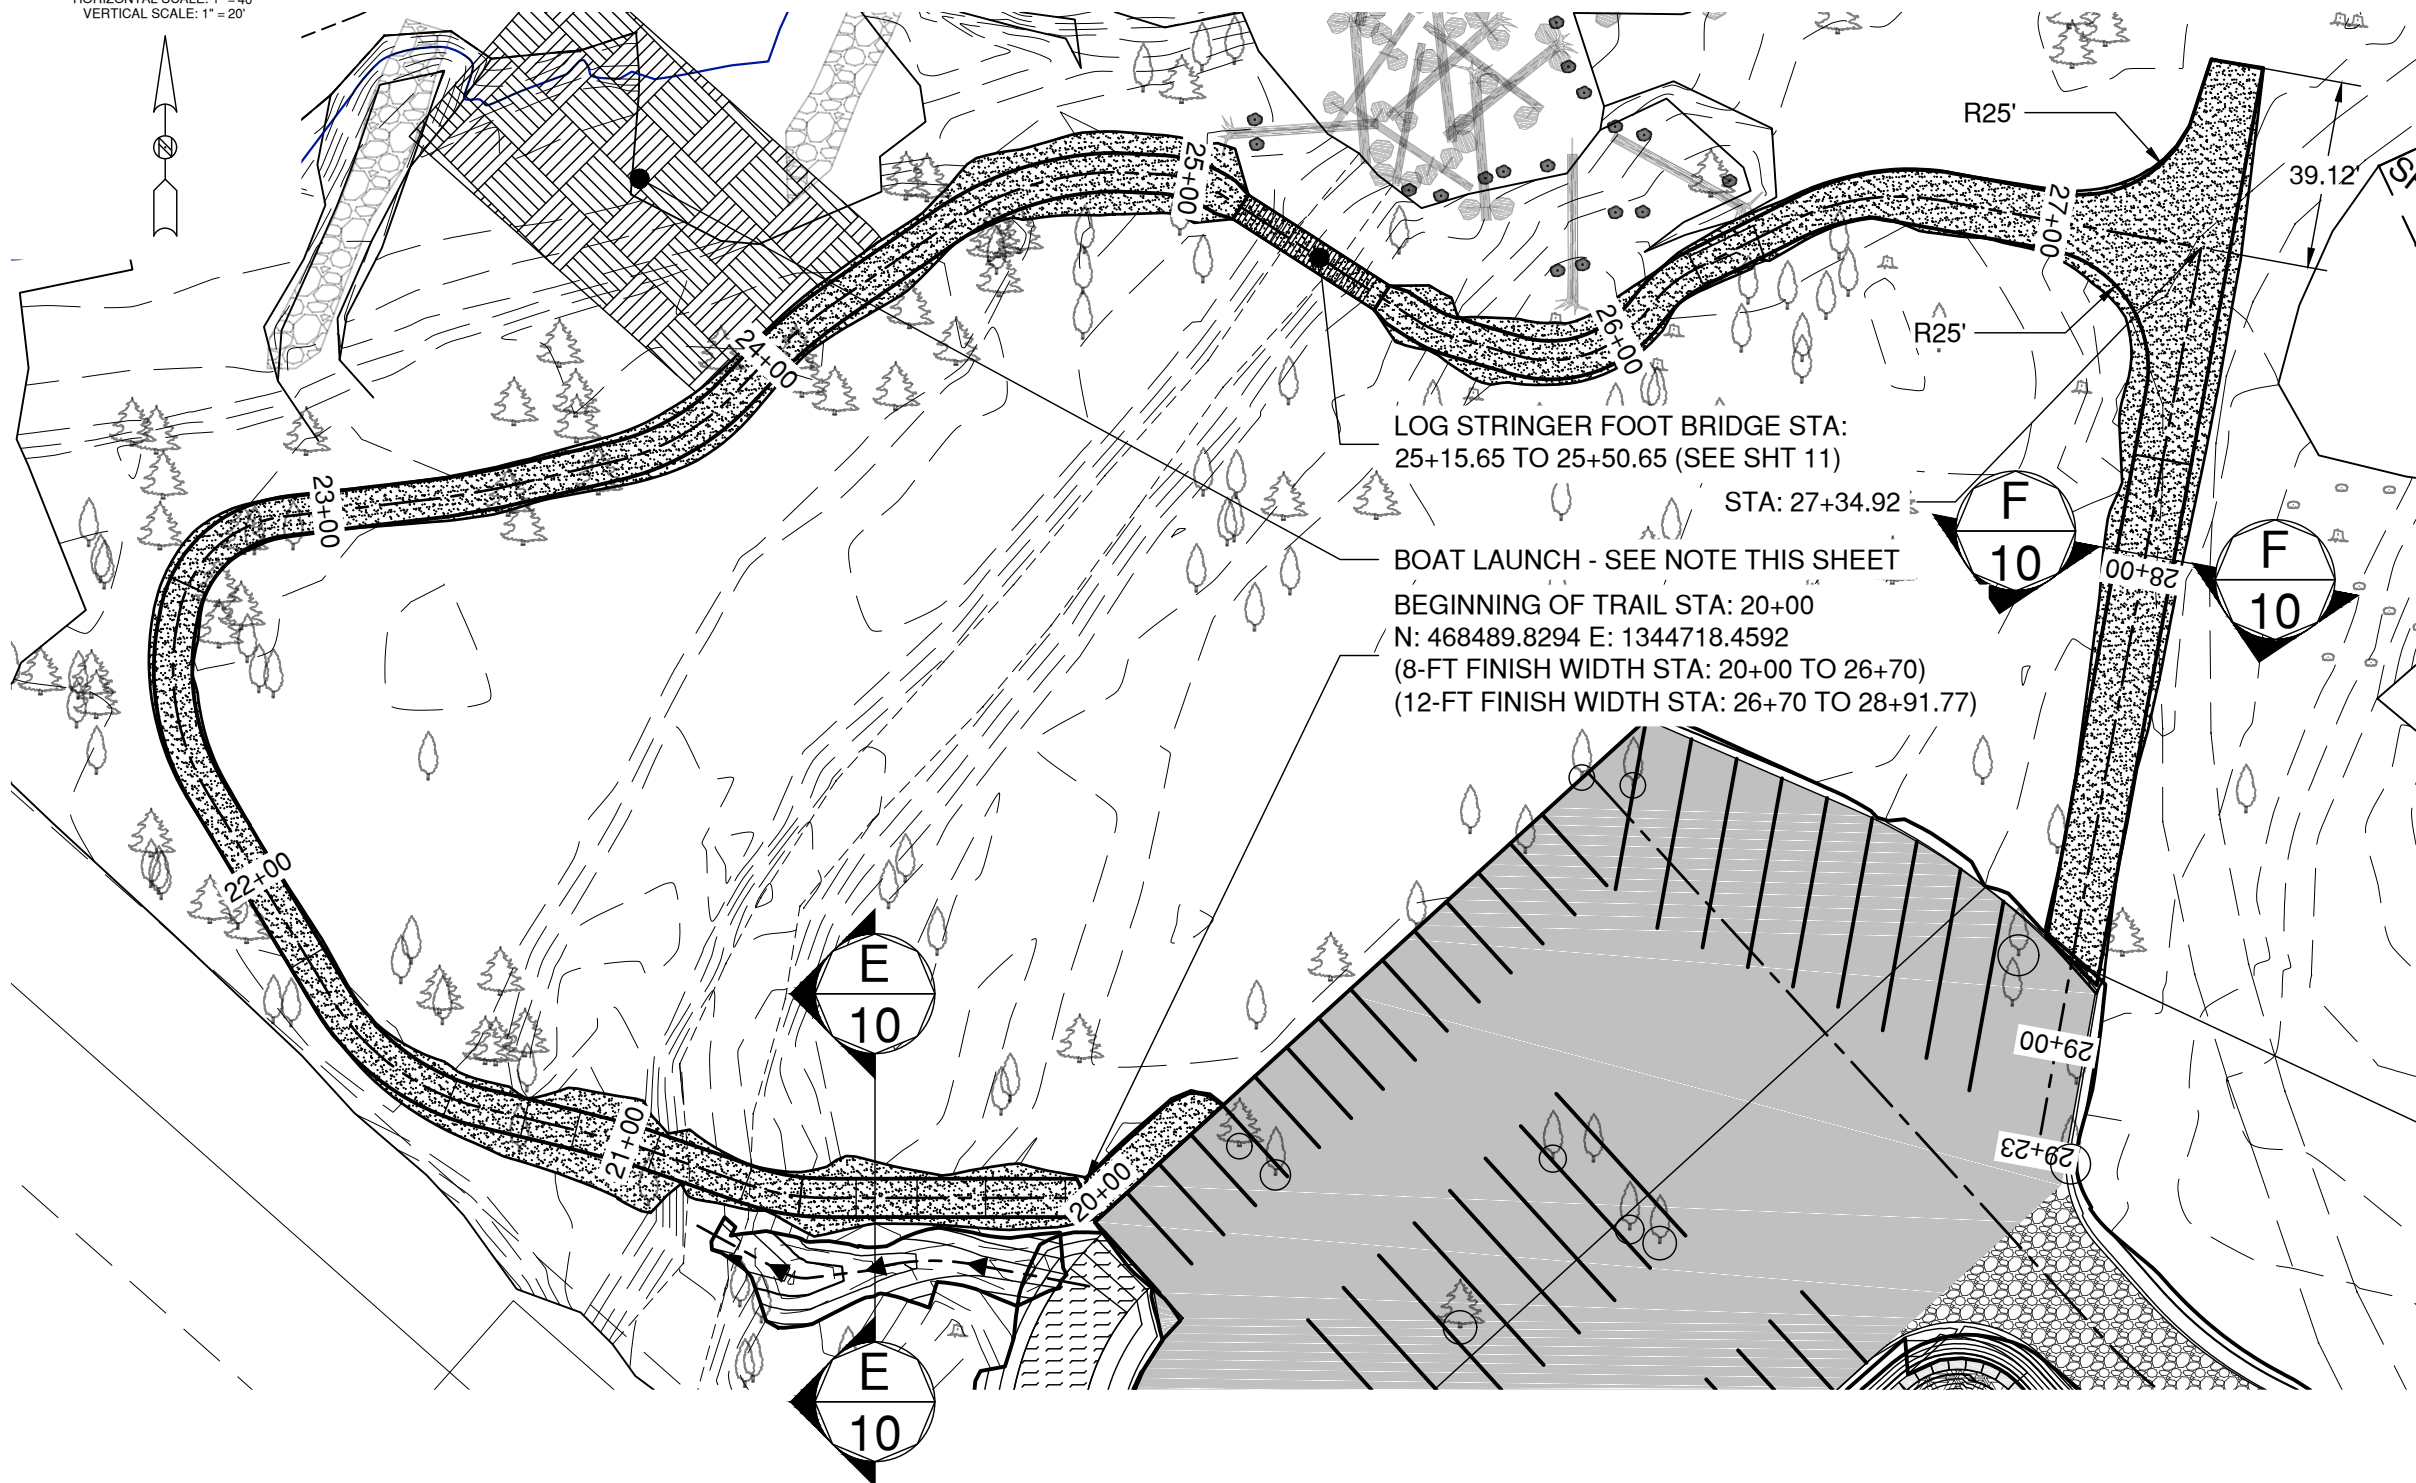 HORIZONTAL SCALE: 1" = 40'
VERTICAL SCALE: 1" = 20'
N
R25'
39.12'
25+00
27+00
24+00
26+00
R25'
LOG STRINGER FOOT BRIDGE STA:
25+15.65 TO 25+50.65 (SEE SHT 11)
STA: 27+34.92
23+00
F
10
F
10
28+00
BOAT LAUNCH - SEE NOTE THIS SHEET
BEGINNING OF TRAIL STA: 20+00
N: 468489.8294 E: 1344718.4592
(8-FT FINISH WIDTH STA: 20+00 TO 26+70)
(12-FT FINISH WIDTH STA: 26+70 TO 28+91.77)
22+00
E
10
29+00
21+00
29+23
20+00
E
10